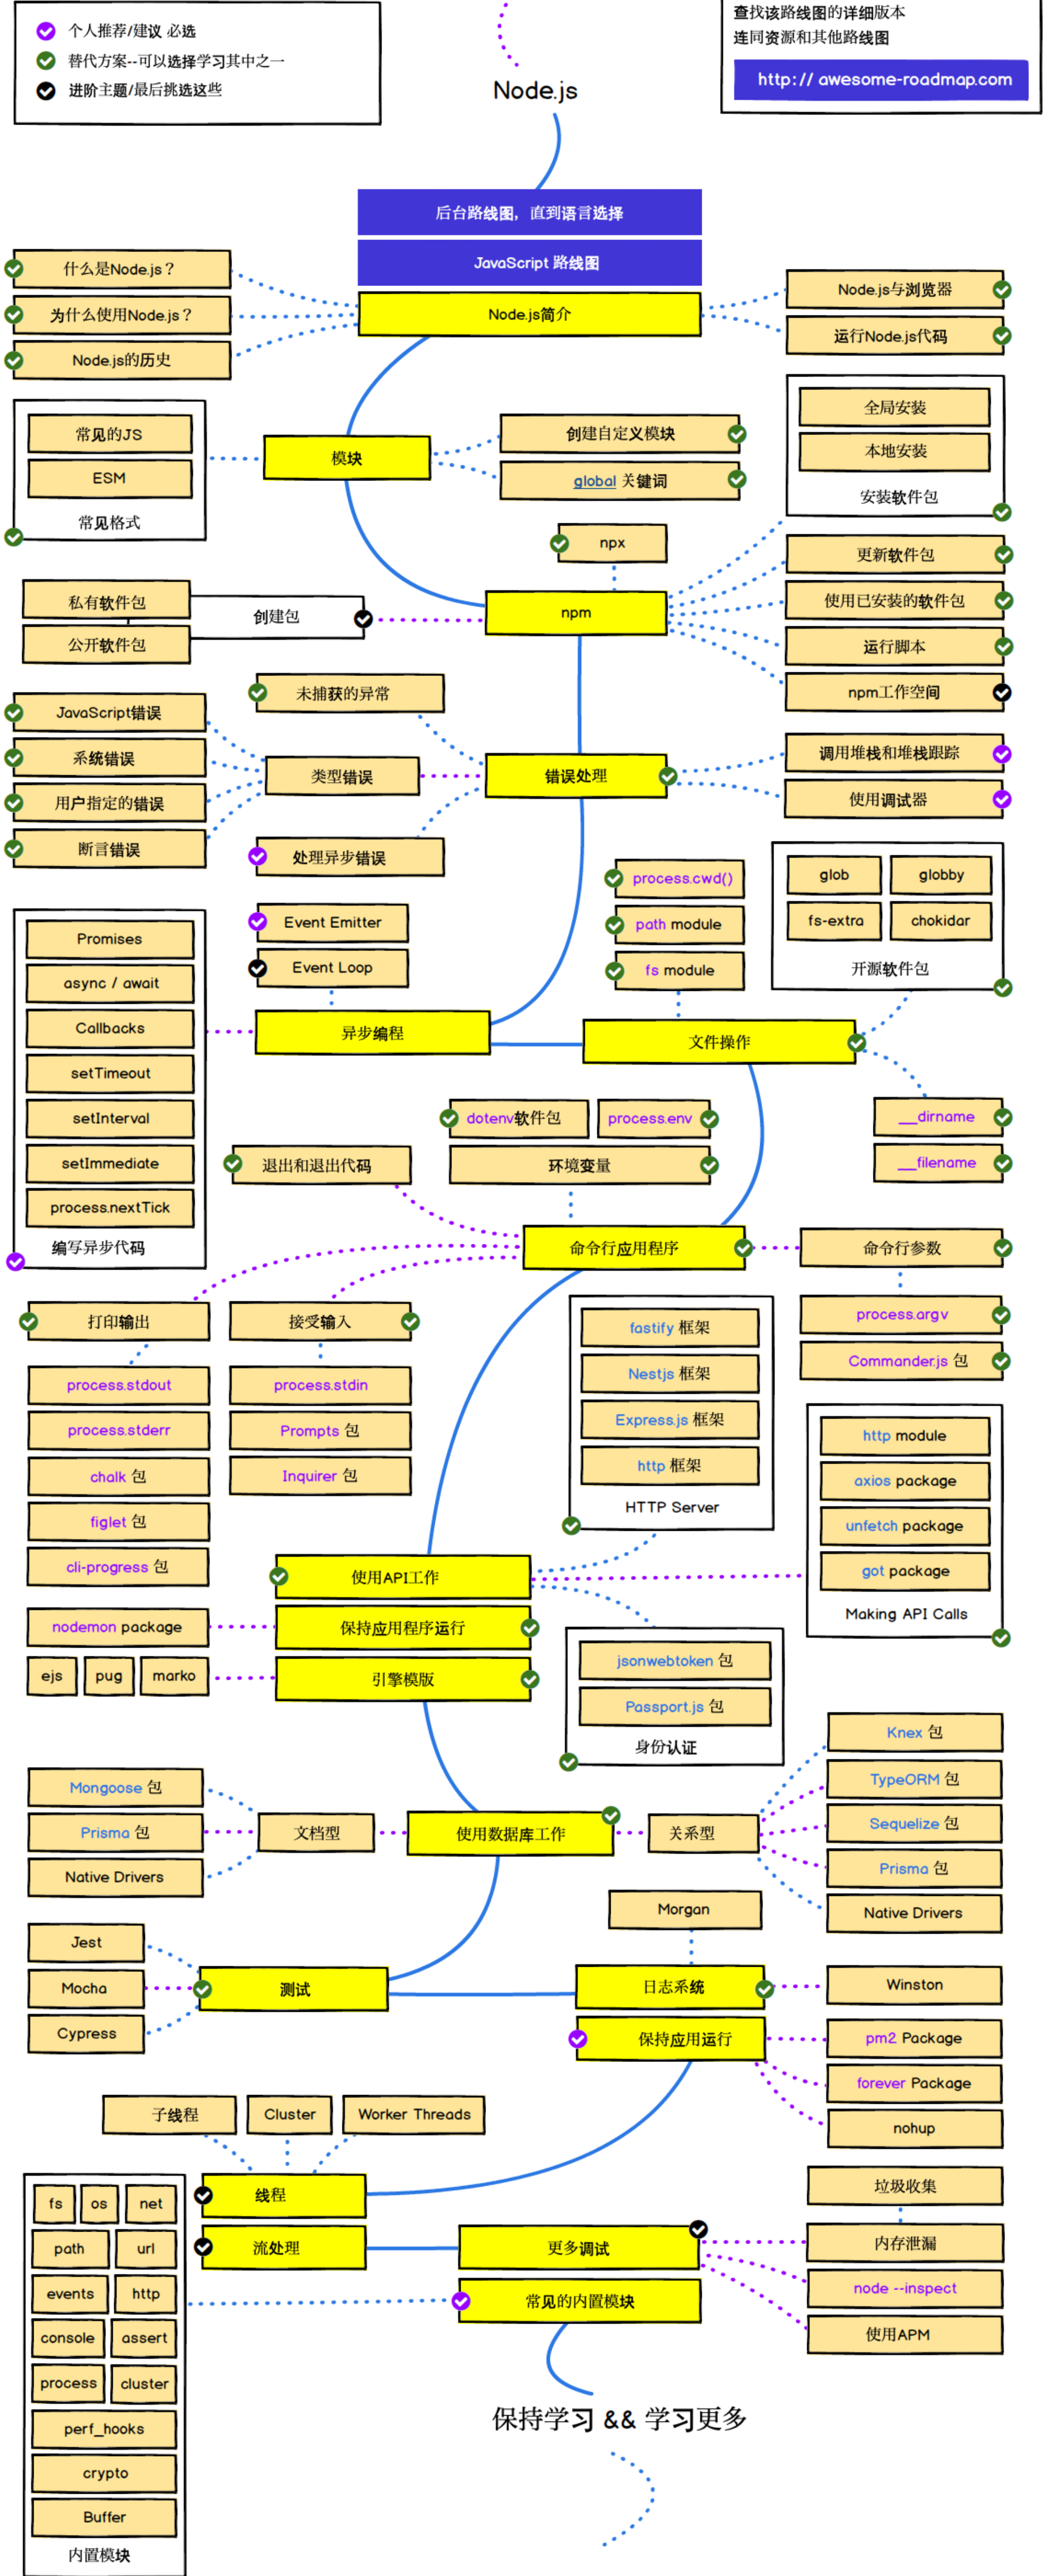 个人推荐/建议 必选
替代方案--可以选择学习其中之一
进阶主题/最后挑选这些
查找该路线图的详细版本
连同资源和其他路线图
http:// awesome-roadmap.com
Node.js
后台路线图，直到语言选择
JavaScript 路线图
Node.js简介
什么是Node.js？
为什么使用Node.js？
Node.js的历史
Node.js与浏览器
运行Node.js代码
模块
常见的JS
ESM
常见格式
创建自定义模块
global 关键词
全局安装
本地安装
安装软件包
npx
npm
私有软件包
公开软件包
创建包
更新软件包
使用已安装的软件包
运行脚本
npm工作空间
未捕获的异常
JavaScript错误
系统错误
用户指定的错误
断言错误
类型错误
错误处理
调用堆栈和堆栈跟踪
使用调试器
处理异步错误
Event Emitter
Event Loop
异步编程
Promises
async / await
Callbacks
setTimeout
setInterval
setImmediate
process.nextTick
编写异步代码
process.cwd()
path module
fs module
glob
globby
fs-extra
chokidar
开源软件包
文件操作
__dirname
__filename
dotenv软件包
process.env
环境变量
退出和退出代码
命令行应用程序
命令行参数
process.argv
Commander.js 包
打印输出
process.stdout
process.stderr
chalk 包
figlet 包
cli-progress 包
接受输入
process.stdin
Prompts 包
Inquirer 包
fastify 框架
Nestjs 框架
Express.js 框架
http 框架
HTTP Server
http module
axios package
unfetch package
got package
Making API Calls
使用API工作
保持应用程序运行
引擎模版
nodemon package
ejs
pug
marko
jsonwebtoken 包
Passport.js 包
身份认证
Mongoose 包
Prisma 包
Native Drivers
文档型
使用数据库工作
关系型
Knex 包
TypeORM 包
Sequelize 包
Prisma 包
Native Drivers
Jest
Mocha
Cypress
测试
Morgan
日志系统
Winston
保持应用运行
pm2 Package
forever Package
nohup
子线程
Cluster
Worker Threads
线程
流处理
更多调试
常见的内置模块
垃圾收集
内存泄漏
node --inspect
使用APM
fs
os
net
path
url
events
http
console
assert
process
cluster
perf_hooks
crypto
Buffer
内置模块
保持学习 && 学习更多